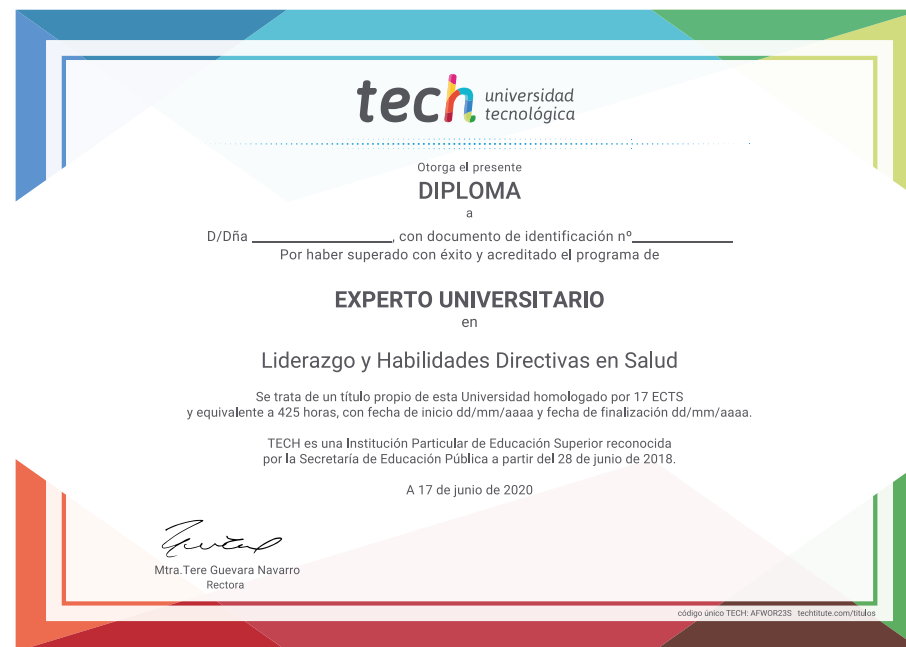 tech universidad
tecnológica
Otorga el presente
DIPLOMA
a
D/Dña ____________, con documento de identificación nº____________
Por haber superado con éxito y acreditado el programa de
EXPERTO UNIVERSITARIO
en
Liderazgo y Habilidades Directivas en Salud
Se trata de un título propio de esta Universidad homologado por 17 ECTS
y equivalente a 425 horas, con fecha de inicio dd/mm/aaaa y fecha de finalización dd/mm/aaaa.
TECH es una Institución Particular de Educación Superior reconocida
por la Secretaría de Educación Pública a partir del 28 de junio de 2018.
A 17 de junio de 2020
Mtra.Tere Guevara Navarro
Rectora
código único TECH: AFWOR23S techtitute.com/titulos